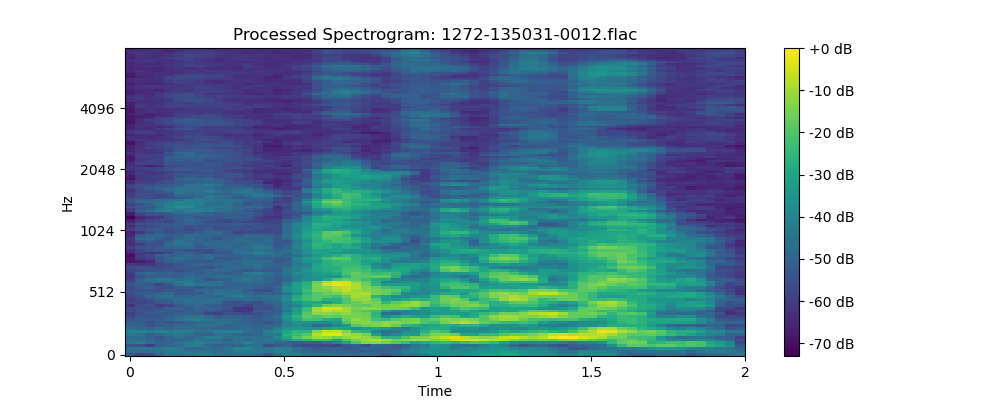 Processed Spectrogram: 1272-135031-0012.flac
+0 dB
-10 dB
-20 dB
-30 dB
-40 dB
-50 dB
-60 dB
-70 dB
Hz
4096
2048
1024
512
0
0 0.5 1 1.5 2
Time